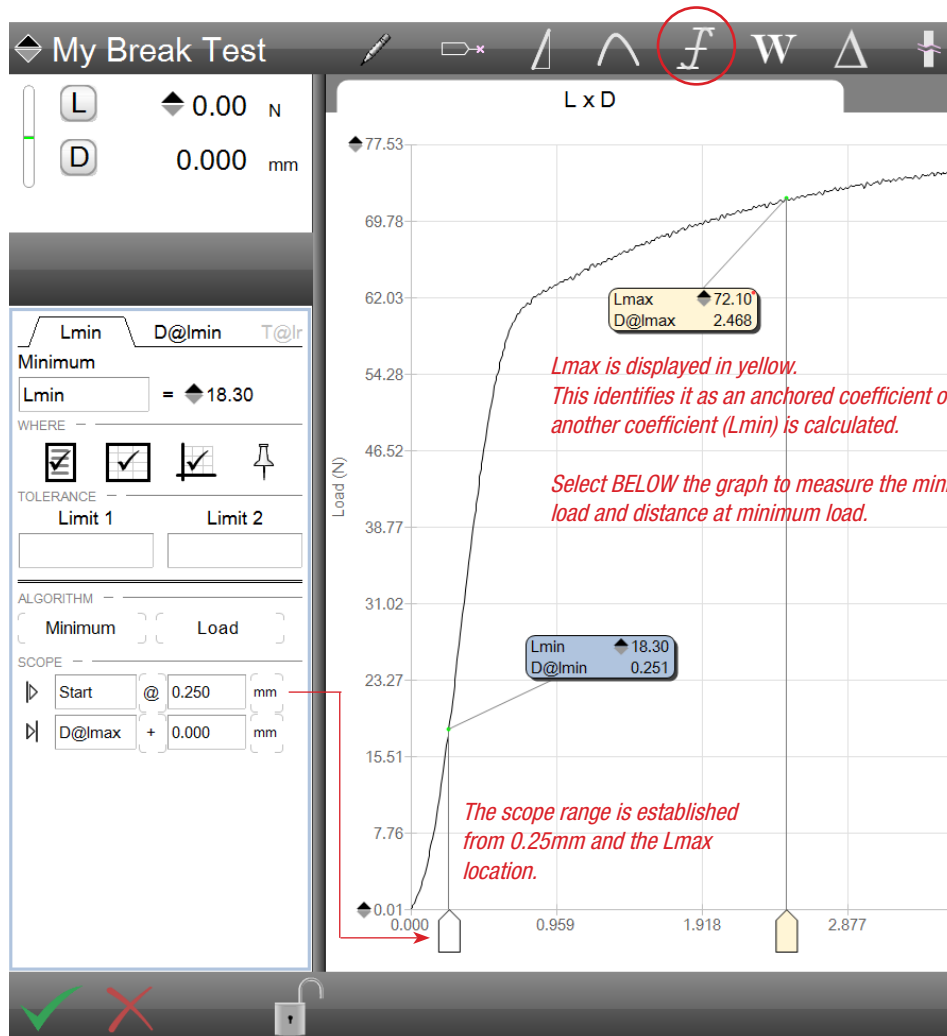 My Break Test
W
L 0.00 N
D 0.000 mm
L x D
Lmin D@lmin T@lr
Minimum
Lmin = 18.30
WHERE
TOLERANCE
Limit 1 Limit 2
ALGORITHM
Minimum Load
SCOPE
Start @ 0.250 mm
D@lmax + 0.000 mm
77.53
69.78
62.03
54.28
46.52
38.77
31.02
23.27
15.51
7.76
0.01
Load (N)
Lmax 72.10*
D@lmax 2.468
Lmax is displayed in yellow.
This identifies it as an anchored coefficient o
another coefficient (Lmin) is calculated.
Select BELOW the graph to measure the mini
load and distance at minimum load.
Lmin 18.30
D@lmin 0.251
The scope range is established
from 0.25mm and the Lmax
location.
0.000 0.959 1.918 2.877